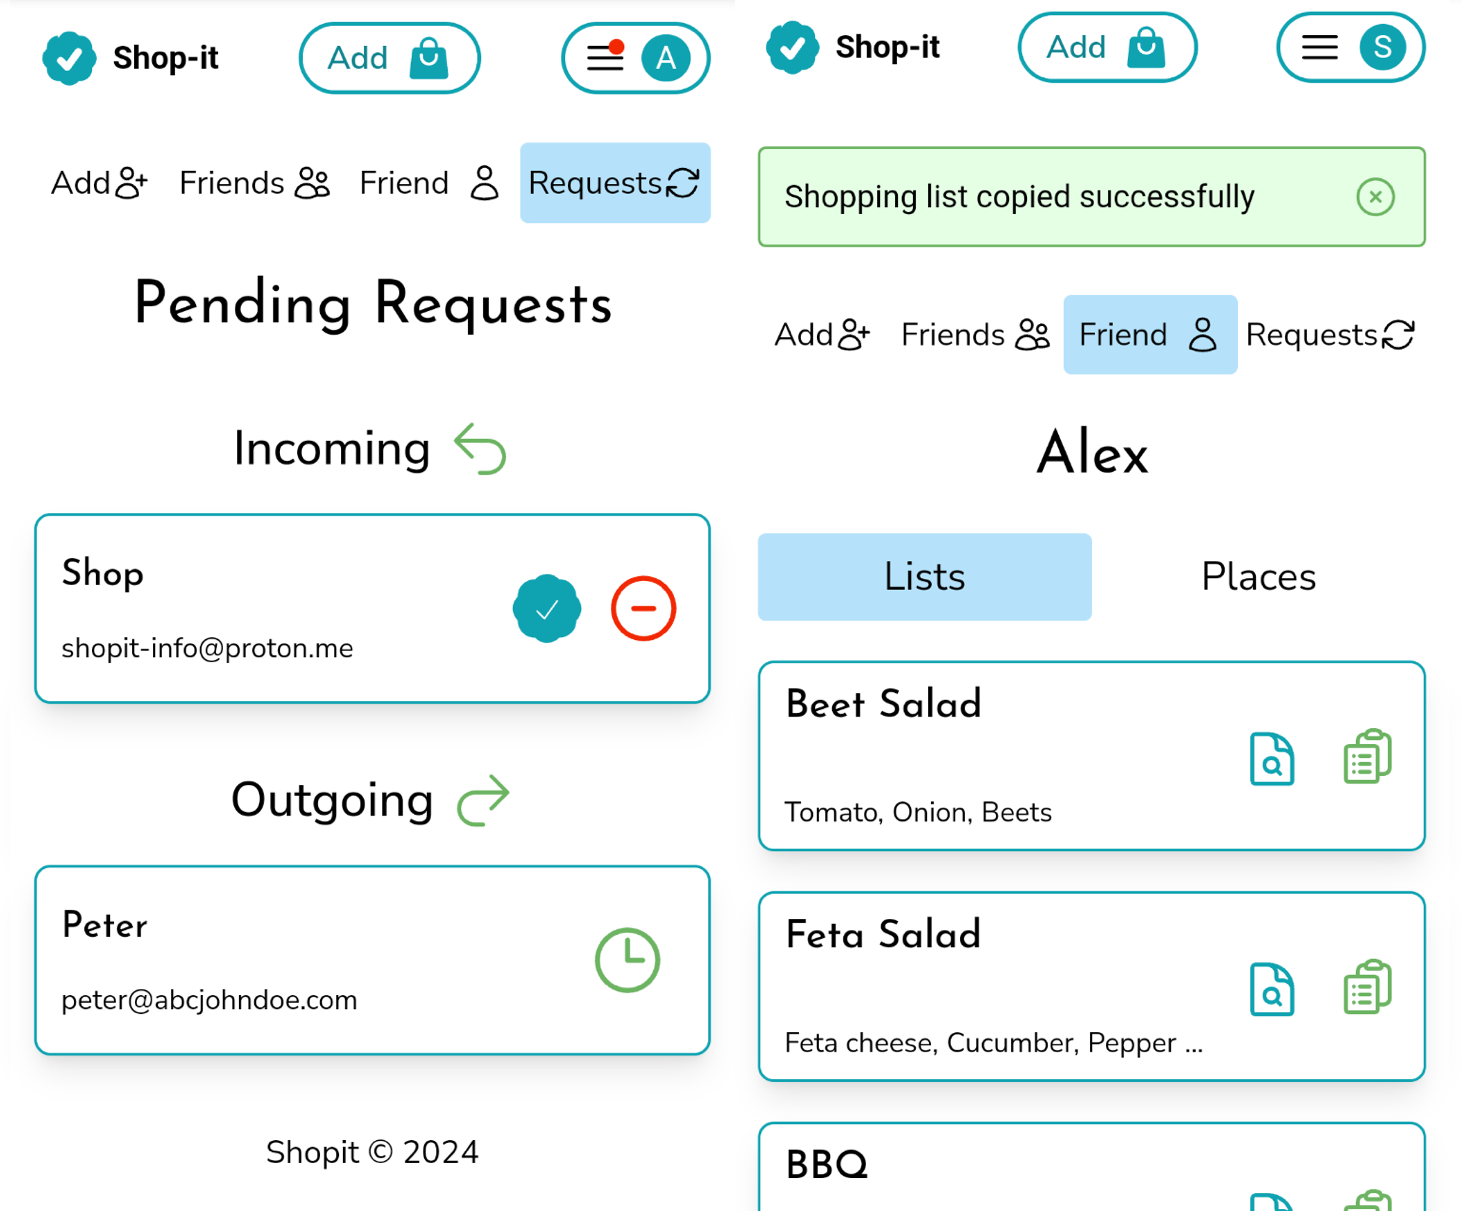 Shop-it
Add
A
Add Friends Friend Requests
Pending Requests
Incoming
Shop
shopit-info@proton.me
Outgoing
Peter
peter@abcjohndoe.com
Shopit © 2024
Shop-it
Add
S
Shopping list copied successfully
Add Friends Friend Requests
Alex
Lists Places
Beet Salad
Tomato, Onion, Beets
Feta Salad
Feta cheese, Cucumber, Pepper ...
BBQ